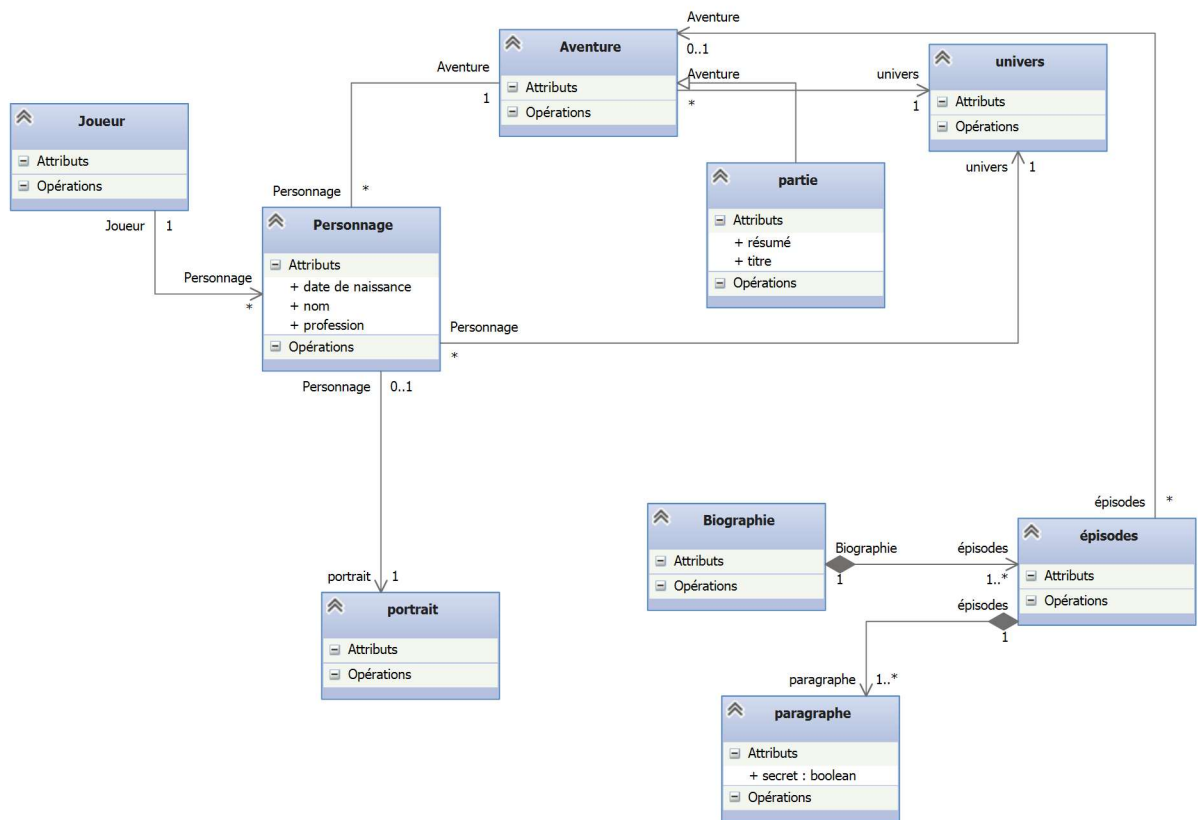 Aventure
0..1
Aventure
Attributs
Opérations
Aventure
1
Aventure
*
univers
1
univers
Attributs
Opérations
univers
1
Joueur
Attributs
Opérations
Joueur
1
partie
Attributs
+ résumé
+ titre
Opérations
Personnage
*
Personnage
*
Personnage
Attributs
+ date de naissance
+ nom
+ profession
Opérations
Personnage
*
Personnage
0..1
portrait
1
portrait
Attributs
Opérations
épisodes
*
Biographie
Attributs
Opérations
Biographie
1
épisodes
1..*
épisodes
Attributs
Opérations
épisodes
1
paragraphe
1..*
paragraphe
Attributs
+ secret : boolean
Opérations